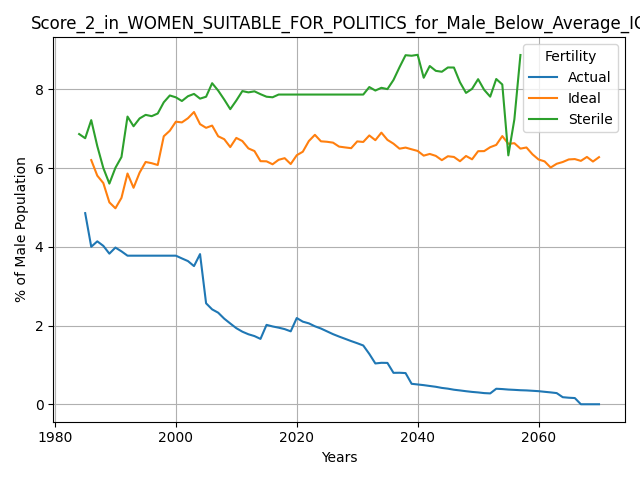 Score_2_in_WOMEN_SUITABLE_FOR_POLITICS_for_Male_Below_Average_IQ
Fertility
Actual
Ideal
Sterile
% of Male Population
8
6
4
2
0
1980 2000 2020 2040 2060
Years